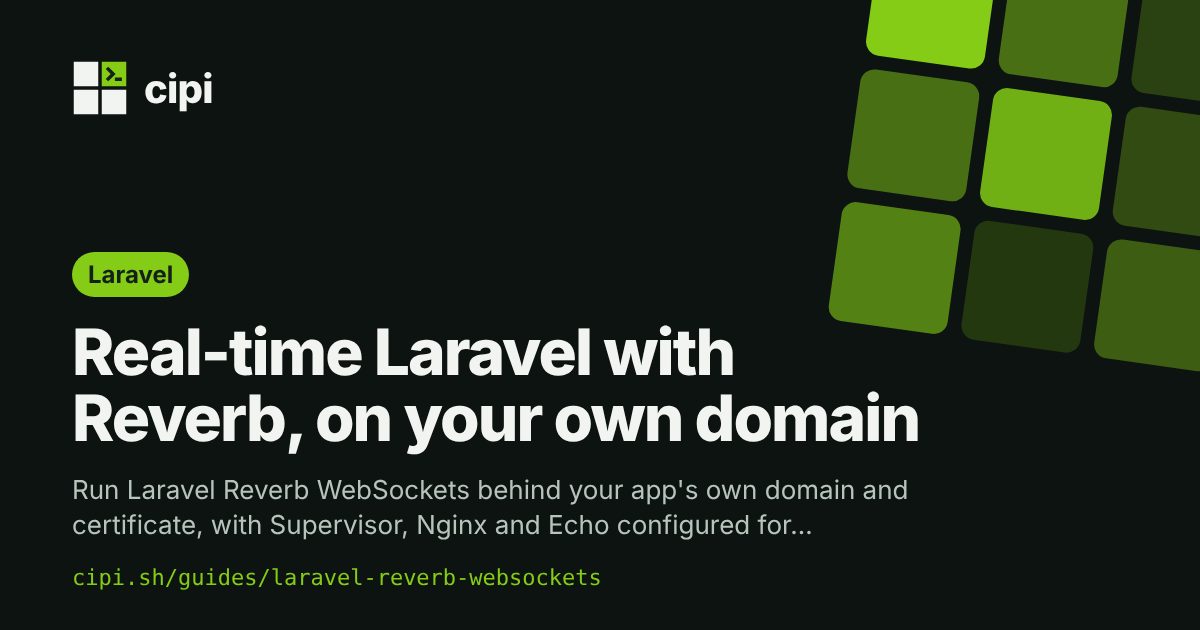 cipi
Laravel
Real-time Laravel with
Reverb, on your own domain
Run Laravel Reverb WebSockets behind your app's own domain and
certificate, with Supervisor, Nginx and Echo configured for...
cipi.sh/guides/laravel-reverb-websockets